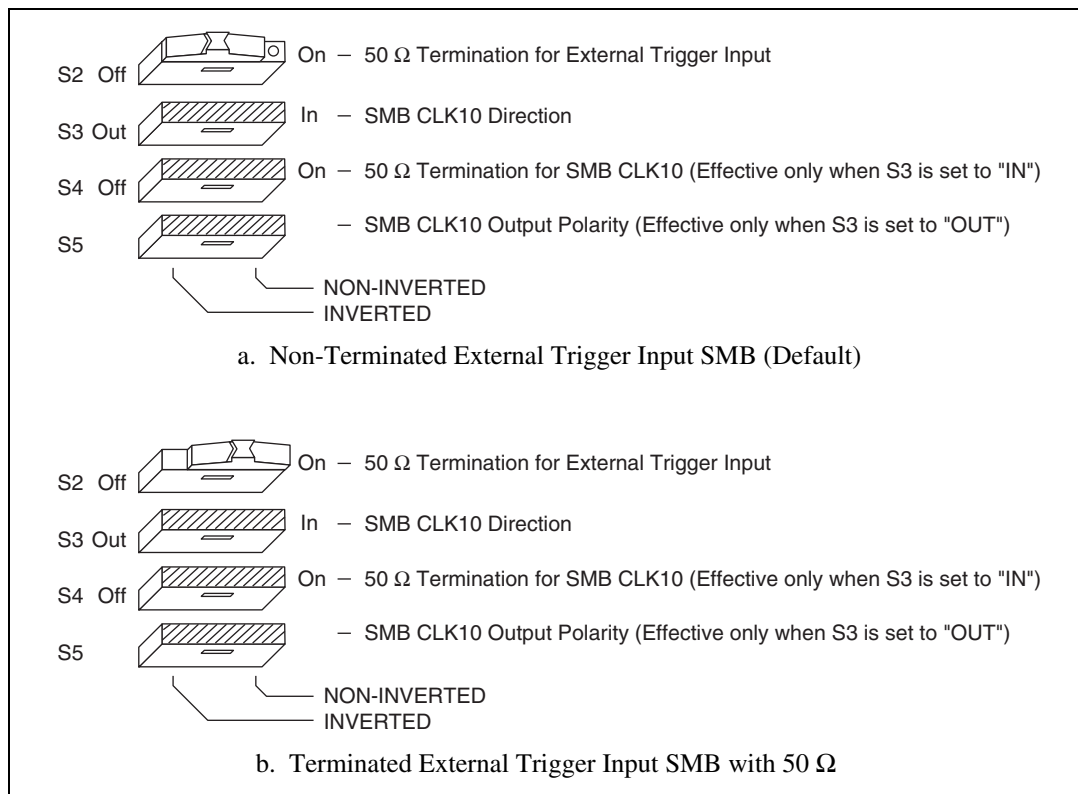 S2 Off On – 50 Ω Termination for External Trigger Input
S3 Out In – SMB CLK10 Direction
S4 Off On – 50 Ω Termination for SMB CLK10 (Effective only when S3 is set to "IN")
S5 – SMB CLK10 Output Polarity (Effective only when S3 is set to "OUT")
NON-INVERTED
INVERTED
a. Non-Terminated External Trigger Input SMB (Default)
S2 Off On – 50 Ω Termination for External Trigger Input
S3 Out In – SMB CLK10 Direction
S4 Off On – 50 Ω Termination for SMB CLK10 (Effective only when S3 is set to "IN")
S5 – SMB CLK10 Output Polarity (Effective only when S3 is set to "OUT")
NON-INVERTED
INVERTED
b. Terminated External Trigger Input SMB with 50 Ω